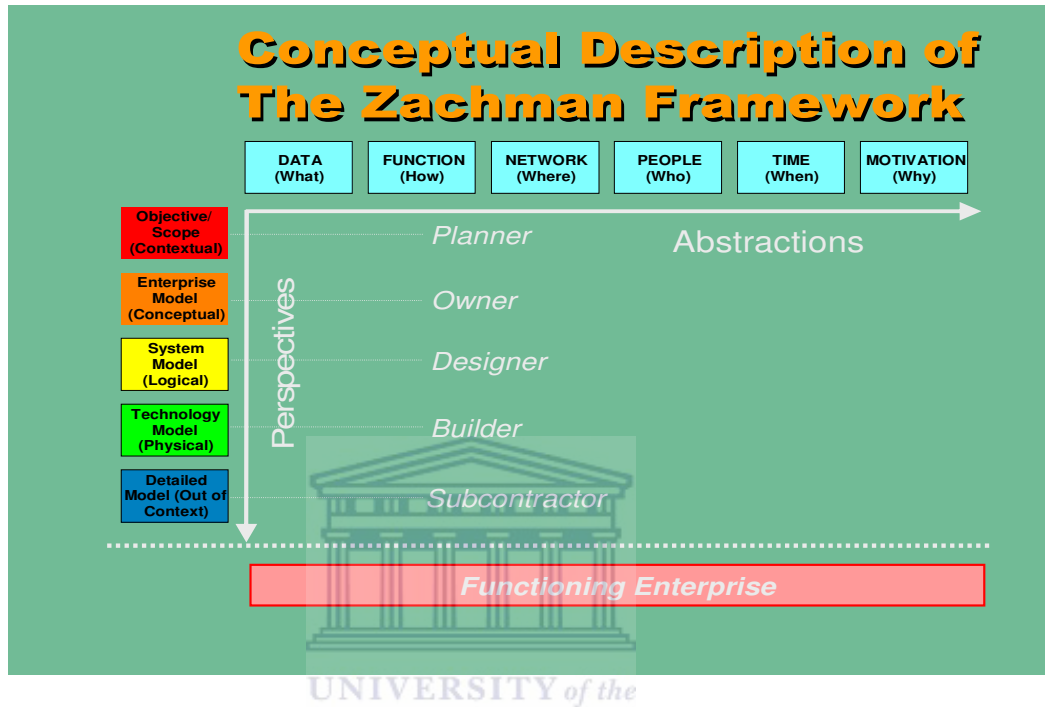 Conceptual Description of
The Zachman Framework
DATA
(What)
FUNCTION
(How)
NETWORK
(Where)
PEOPLE
(Who)
TIME
(When)
MOTIVATION
(Why)
Abstractions
Perspectives
Objective/
Scope
(Contextual)
Planner
Enterprise
Model
(Conceptual)
Owner
System
Model
(Logical)
Designer
Technology
Model
(Physical)
Builder
Detailed
Model (Out of
Context)
Subcontractor
Functioning Enterprise
UNIVERSITY of the